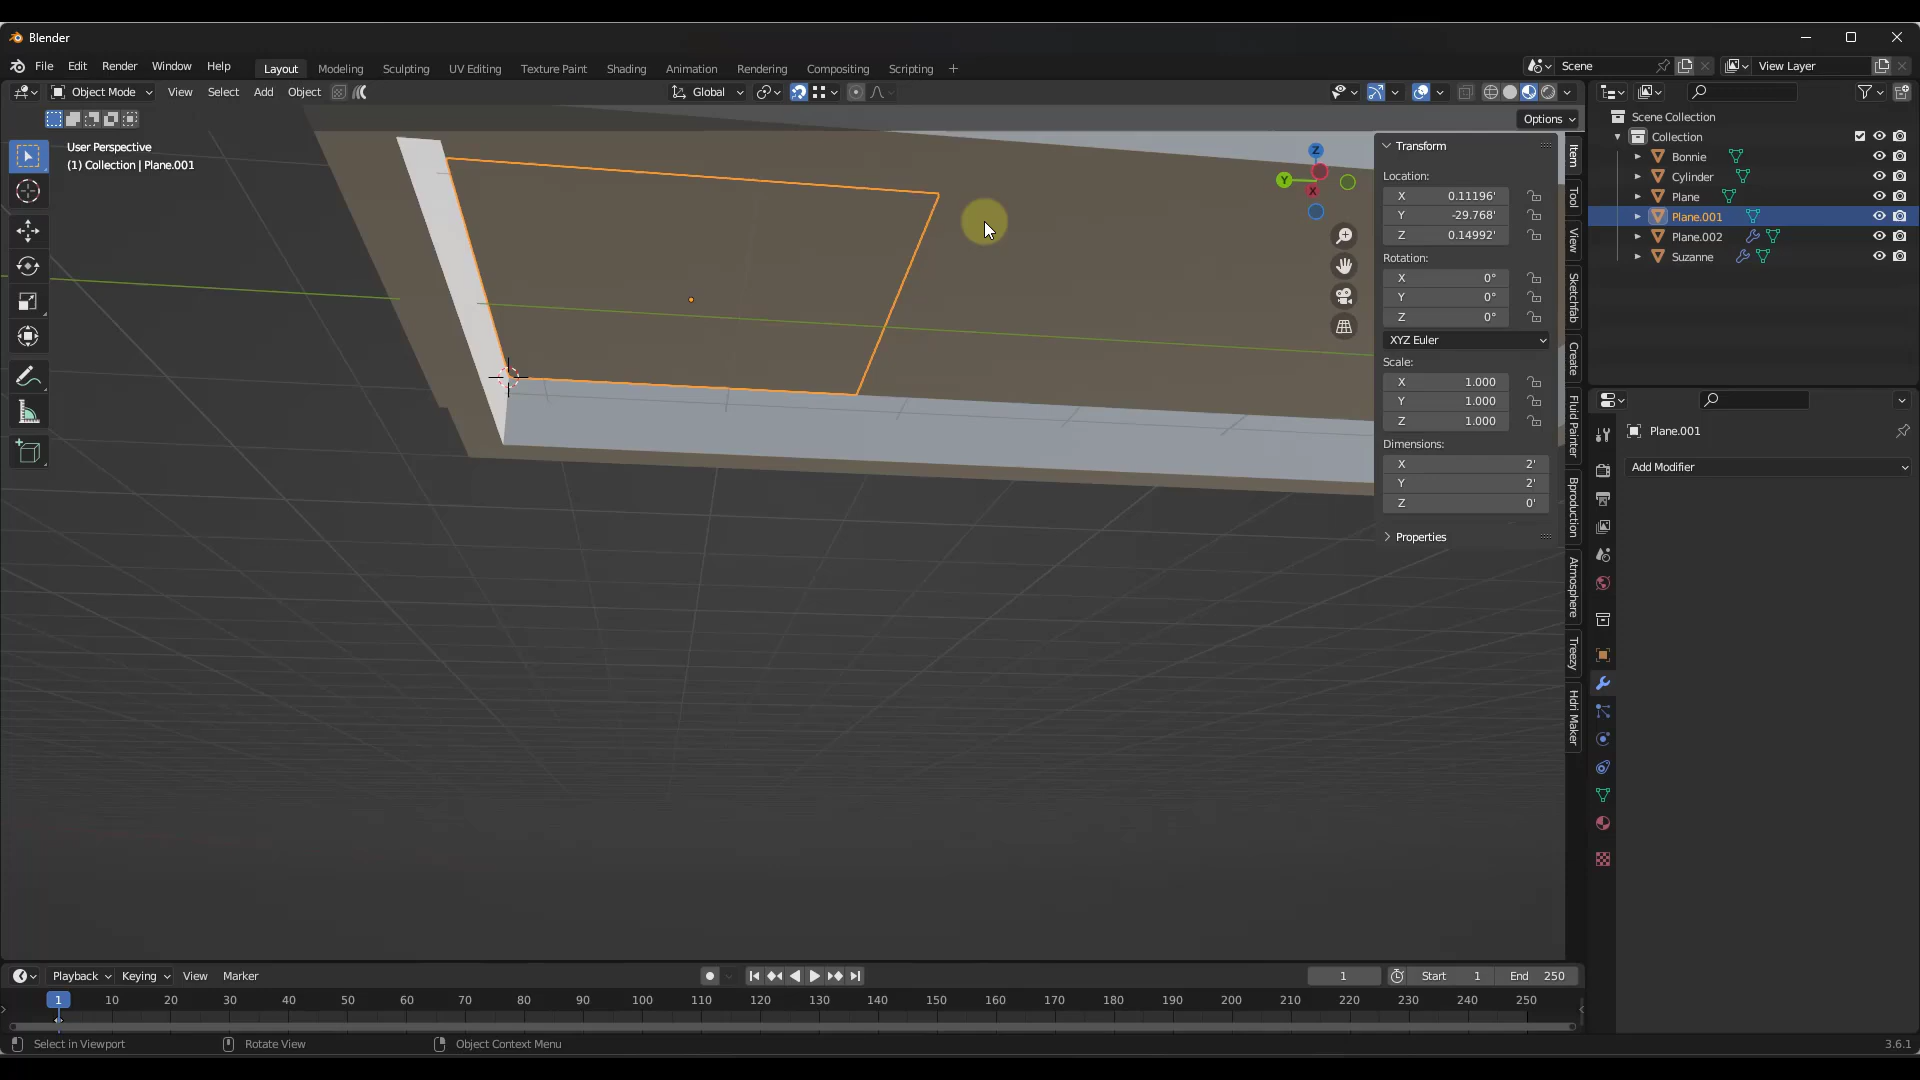 Blender
File Edit Render Window Help
Layout Modeling Sculpting UV Editing Texture Paint Shading Animation Rendering Compositing Scripting +
Scene
View Layer
Object Mode View Select Add Object
Global
Options
User Perspective
(1) Collection | Plane.001
Z
Y
X
Transform
Location:
X 0.11196'
Y -29.768'
Z 0.14992'
Rotation:
X 0°
Y 0°
Z 0°
XYZ Euler
Scale:
X 1.000
Y 1.000
Z 1.000
Dimensions:
X 2'
Y 2'
Z 0'
Properties
Item
Tool
View
Sketchfab
Create
Fluid Painter
Bproduction
Atmosphere
Treezy
Hdri Maker
Scene Collection
Collection
Bonnie
Cylinder
Plane
Plane.001
Plane.002
Suzanne
Plane.001
Add Modifier
Playback Keying View Marker
1
Start 1
End 250
1 10 20 30 40 50 60 70 80 90 100 110 120 130 140 150 160 170 180 190 200 210 220 230 240 250
Select in Viewport Rotate View Object Context Menu
3.6.1